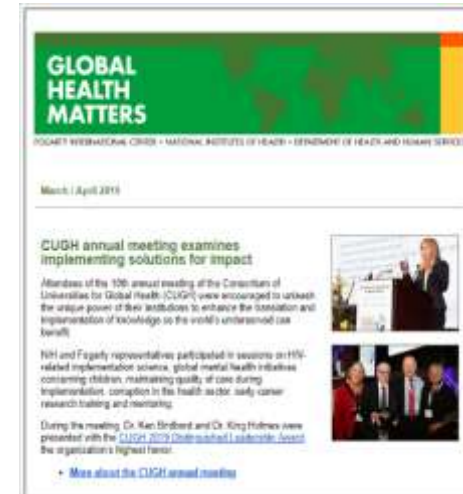 GLOBAL
HEALTH
MATTERS
FOGARTY INTERNATIONAL CENTER • NATIONAL INSTITUTES OF HEALTH • DEPARTMENT OF HEALTH AND HUMAN SERVICES
March / April 2019
CUGH annual meeting examines
implementing solutions for impact
Attendees of the 10th annual meeting of the Consortium of
Universities for Global Health (CUGH) were encouraged to unleash
the unique power of their institutions to enhance the translation and
implementation of knowledge so the world's underserved can
benefit.
NIH and Fogarty representatives participated in sessions on HIV-
related implementation science, global mental health initiatives
concerning children, maintaining quality of care during
implementation, corruption in the health sector, early-career
research training and mentoring.
During the meeting, Dr. Ken Bridbord and Dr. King Holmes were
presented with the CUGH 2019 Distinguished Leadership Award,
the organization's highest honor.
• More about the CUGH annual meeting